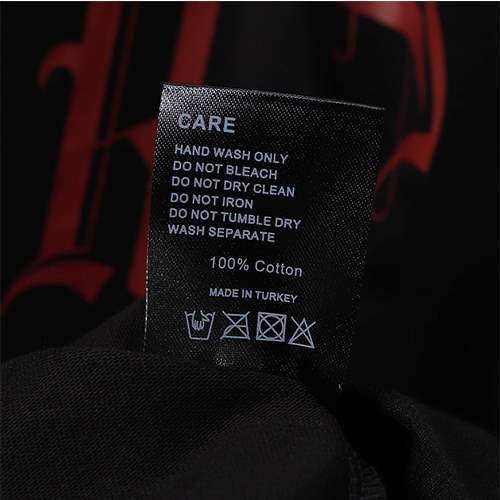 CARE
HAND WASH ONLY
DO NOT BLEACH
DO NOT DRY CLEAN
DO NOT IRON
DO NOT TUMBLE DRY
WASH SEPARATE
100% Cotton
MADE IN TURKEY